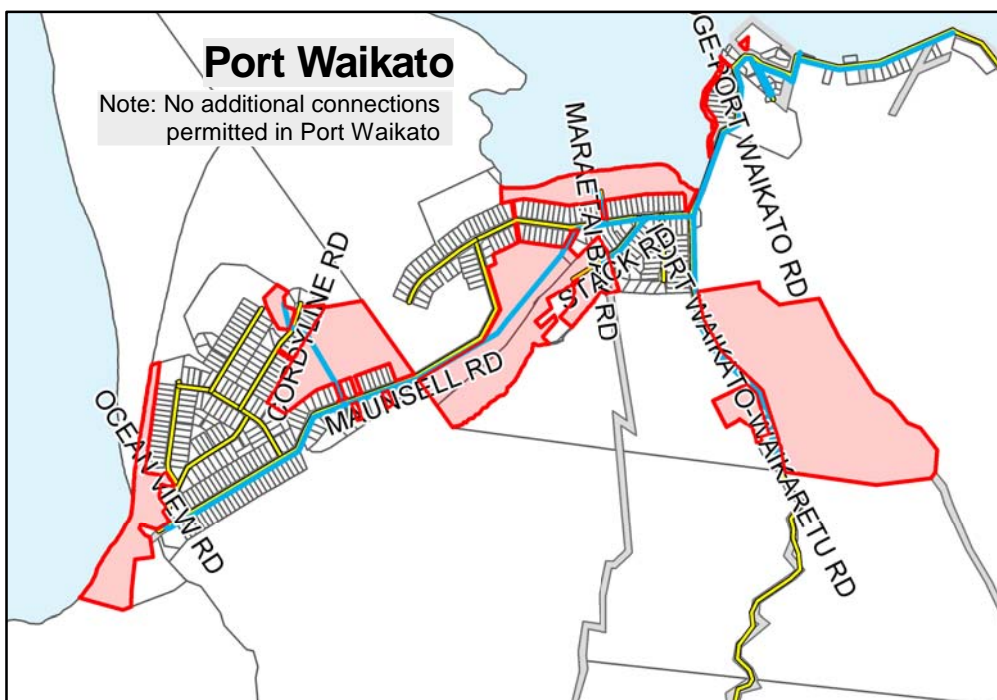 Port Waikato
Note: No additional connections
permitted in Port Waikato
GE-PORT WAIKATO RD
MARAETAI BAY RD
STACK RD
PORT WAIKATO-WAIKARETU RD
CORDYLINE RD
MAUNSELL RD
OCEAN VIEW RD